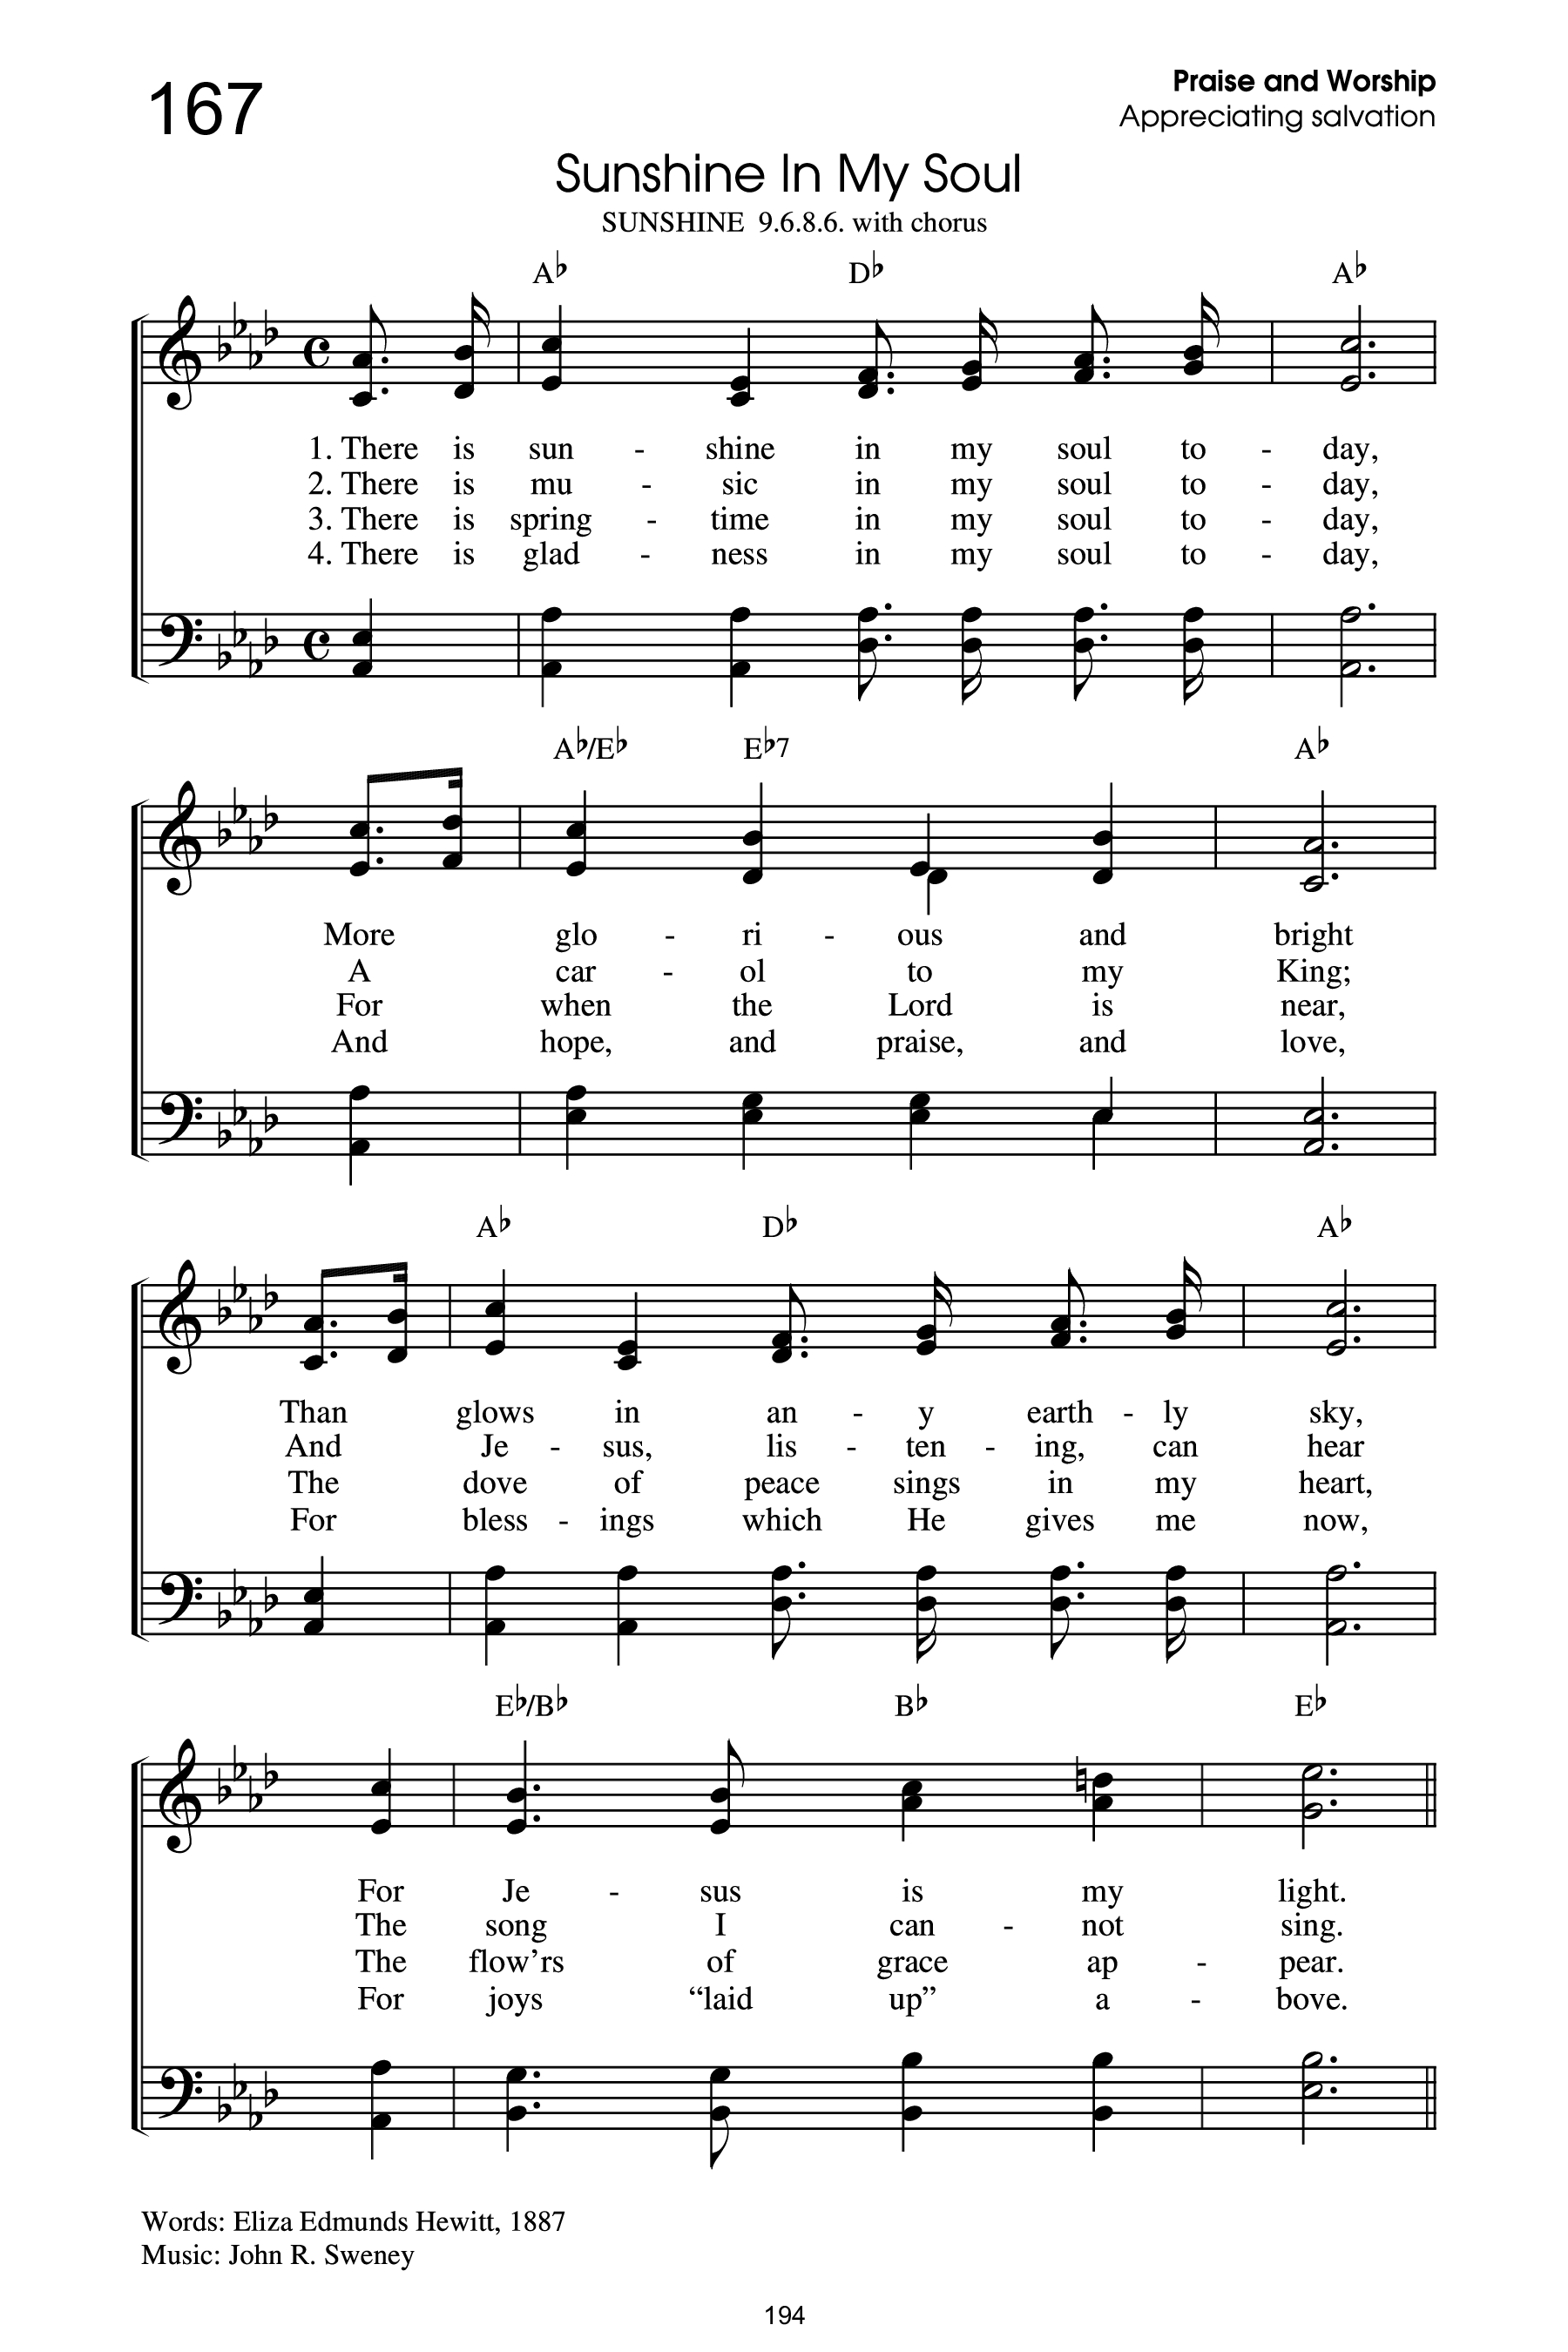 167
Praise and Worship
Appreciating salvation
Sunshine In My Soul
SUNSHINE 9.6.8.6. with chorus
A♭ D♭ A♭
1. There is sun - shine in my soul to - day,
2. There is mu - sic in my soul to - day,
3. There is spring - time in my soul to - day,
4. There is glad - ness in my soul to - day,
A♭/E♭ E♭7 A♭
More glo - ri - ous and bright
A car - ol to my King;
For when the Lord is near,
And hope, and praise, and love,
A♭ D♭ A♭
Than glows in an - y earth - ly sky,
And Je - sus, lis - ten - ing, can hear
The dove of peace sings in my heart,
For bless - ings which He gives me now,
E♭/B♭ B♭ E♭
For Je - sus is my light.
The song I can - not sing.
The flow’rs of grace ap - pear.
For joys “laid up” a - bove.
Words: Eliza Edmunds Hewitt, 1887
Music: John R. Sweney
194